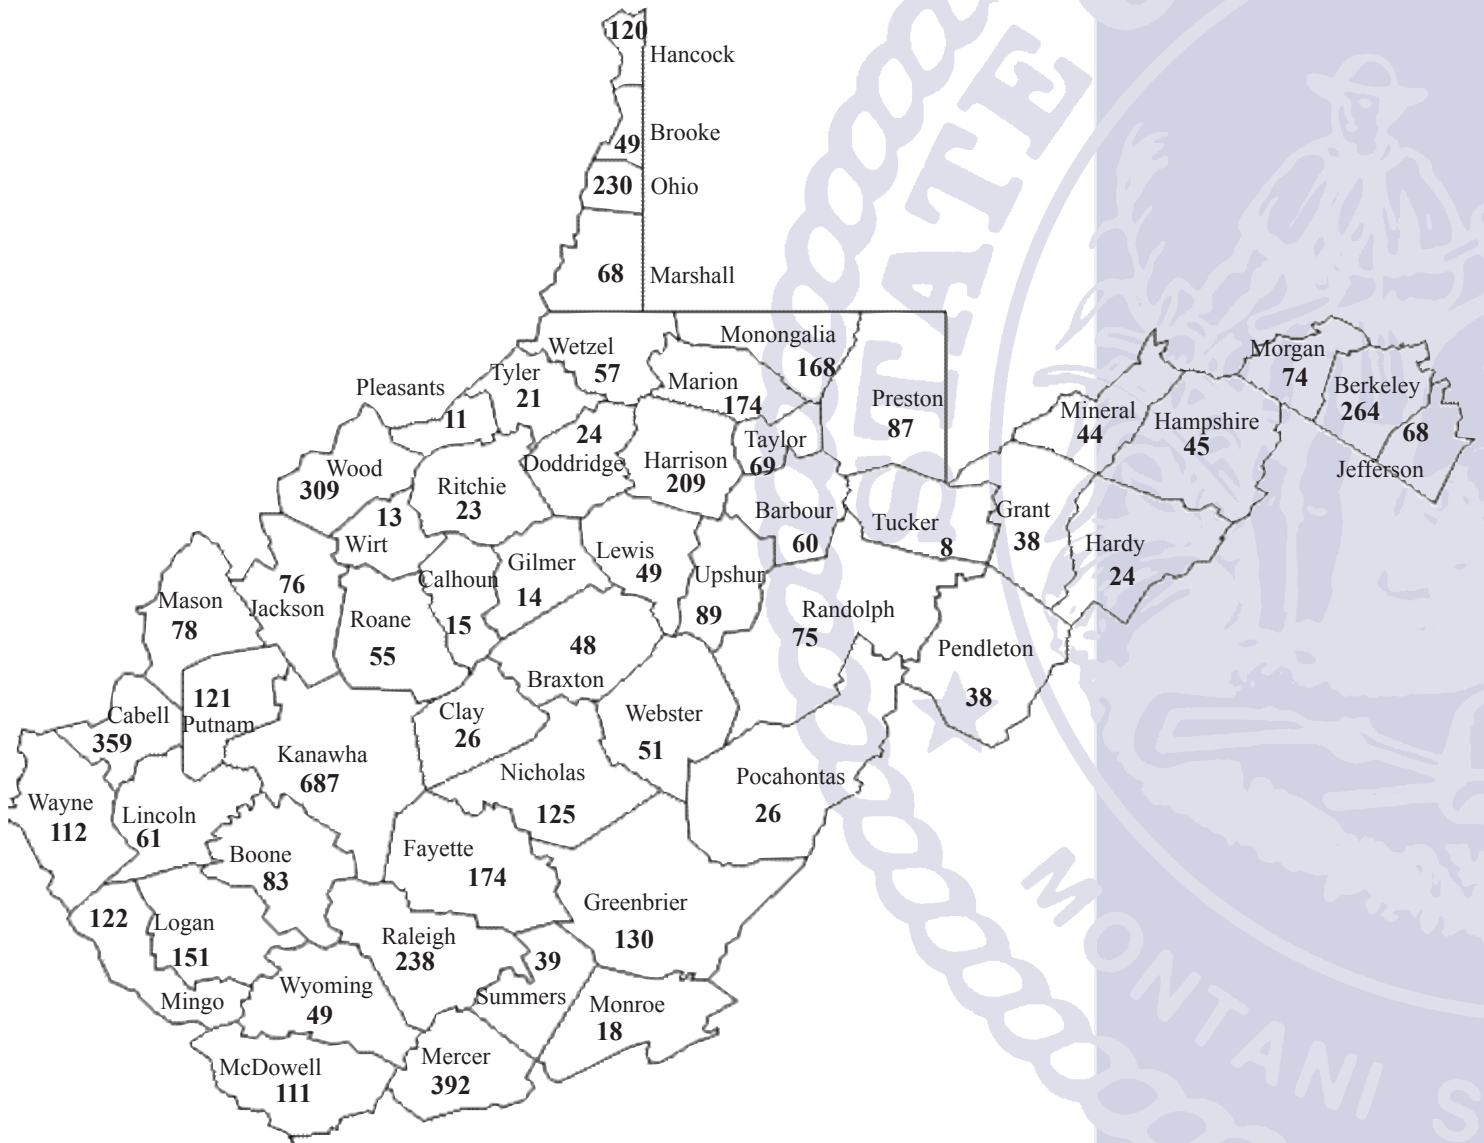 120
Hancock
49
Brooke
230
Ohio
68
Marshall
Wetzel
57
Monongalia
168
Marion
174
Tyler
21
Pleasants
11
Preston
87
Morgan
74
Berkeley
264
68
Jefferson
Mineral
44
Hampshire
45
24
Doddridge
Taylor
69
Harrison
209
Wood
309
Ritchie
23
13
Wirt
Barbour
60
Tucker
8
Grant
38
Hardy
24
Lewis
49
Gilmer
14
Calhoun
15
Upshur
89
76
Jackson
Mason
78
Roane
55
Randolph
75
Pendleton
38
48
Braxton
121
Putnam
Cabell
359
Clay
26
Webster
51
Kanawha
687
Nicholas
125
Pocahontas
26
Wayne
112
Lincoln
61
Boone
83
Fayette
174
Greenbrier
130
122
Mingo
Logan
151
Raleigh
238
39
Summers
Wyoming
49
Monroe
18
McDowell
111
Mercer
392
STATE O
MONTANI S